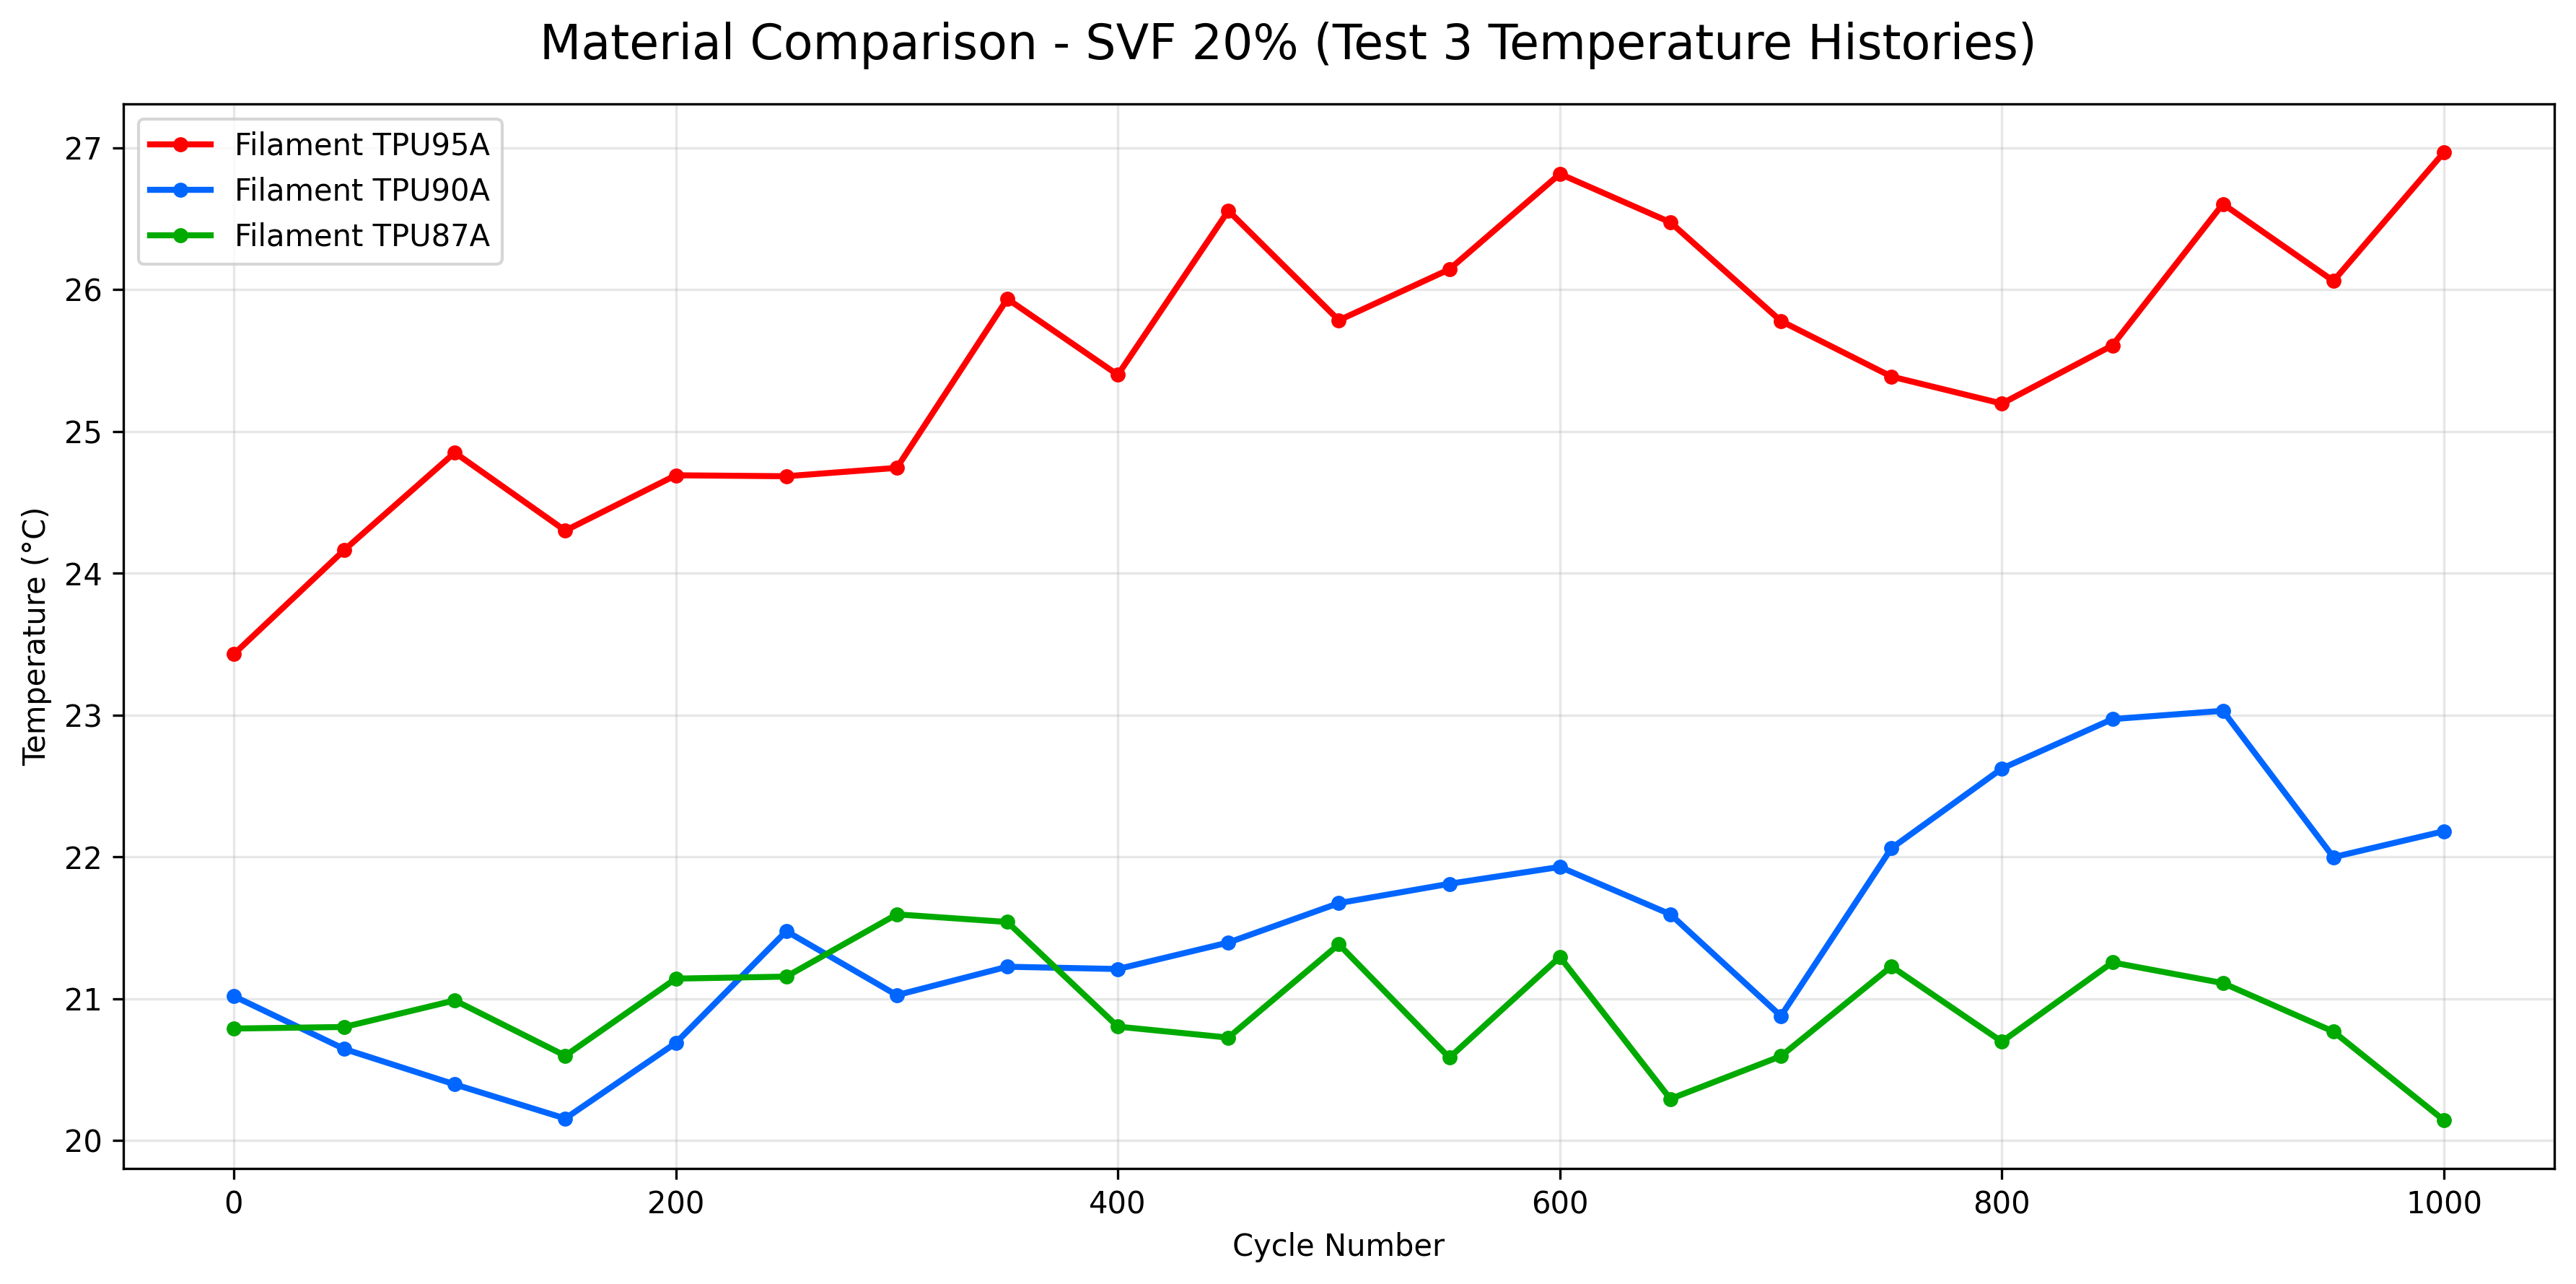 Material Comparison - SVF 20% (Test 3 Temperature Histories)
Filament TPU95A
Filament TPU90A
Filament TPU87A
Temperature (°C)
27
26
25
24
23
22
21
20
0 200 400 600 800 1000
Cycle Number